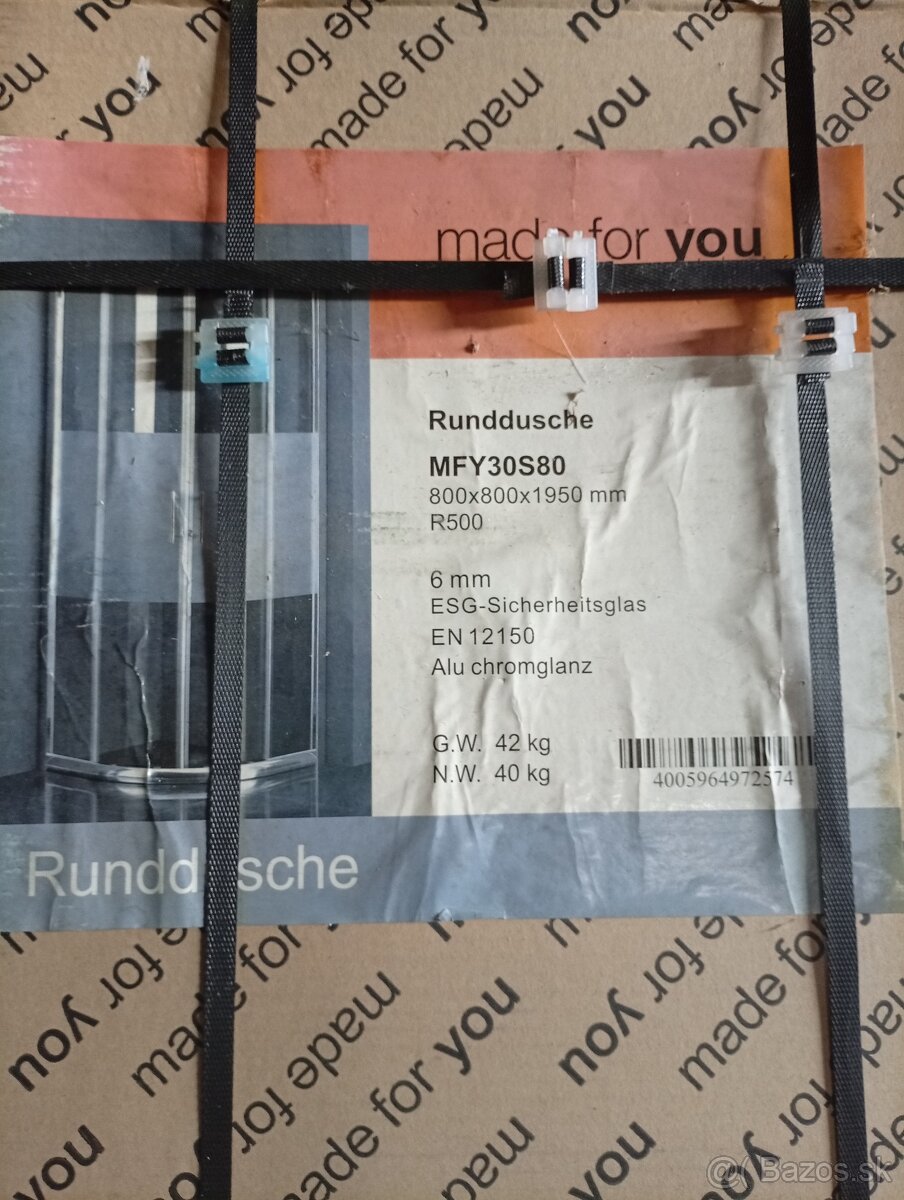 made for you
Runddusche
MFY30S80
800x800x1950 mm
R500
6 mm
ESG-Sicherheitsglas
EN 12150
Alu chromglanz
G.W. 42 kg
N.W. 40 kg
4005964972574
Runddusche
made for you
made for you
made for you
made for you
Bazos.sk